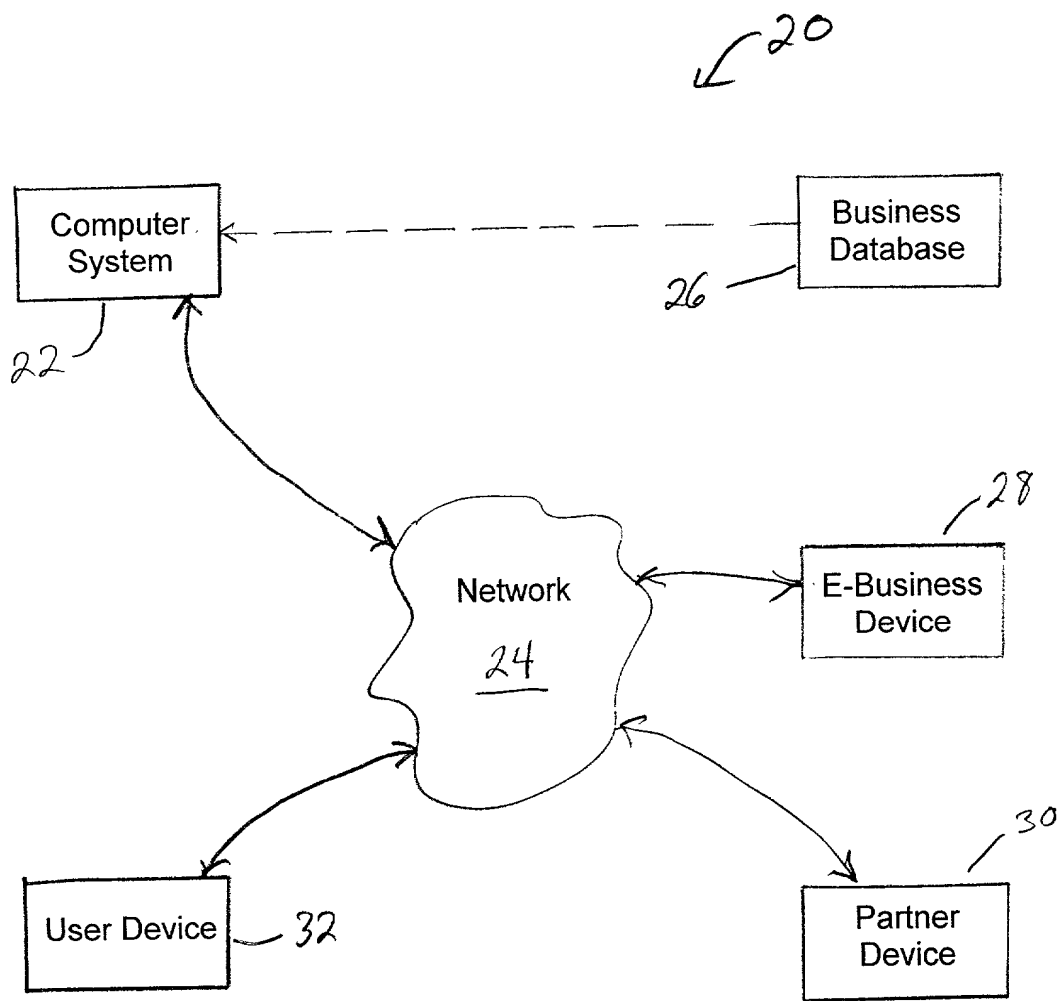 20
Computer
System
Business
Database
22
26
28
Network
24
E-Business
Device
30
User Device
32
Partner
Device